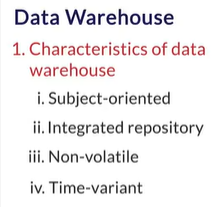 Data Warehouse
1. Characteristics of data
warehouse
i. Subject-oriented
ii. Integrated repository
iii. Non-volatile
iv. Time-variant